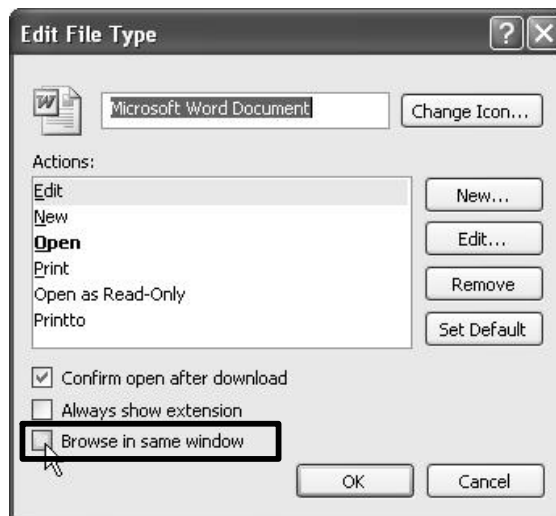 Edit File Type
Microsoft Word Document
Change Icon...
Actions:
Edit
New
Open
Print
Open as Read-Only
Printto
New...
Edit...
Remove
Set Default
Confirm open after download
Always show extension
Browse in same window
OK
Cancel